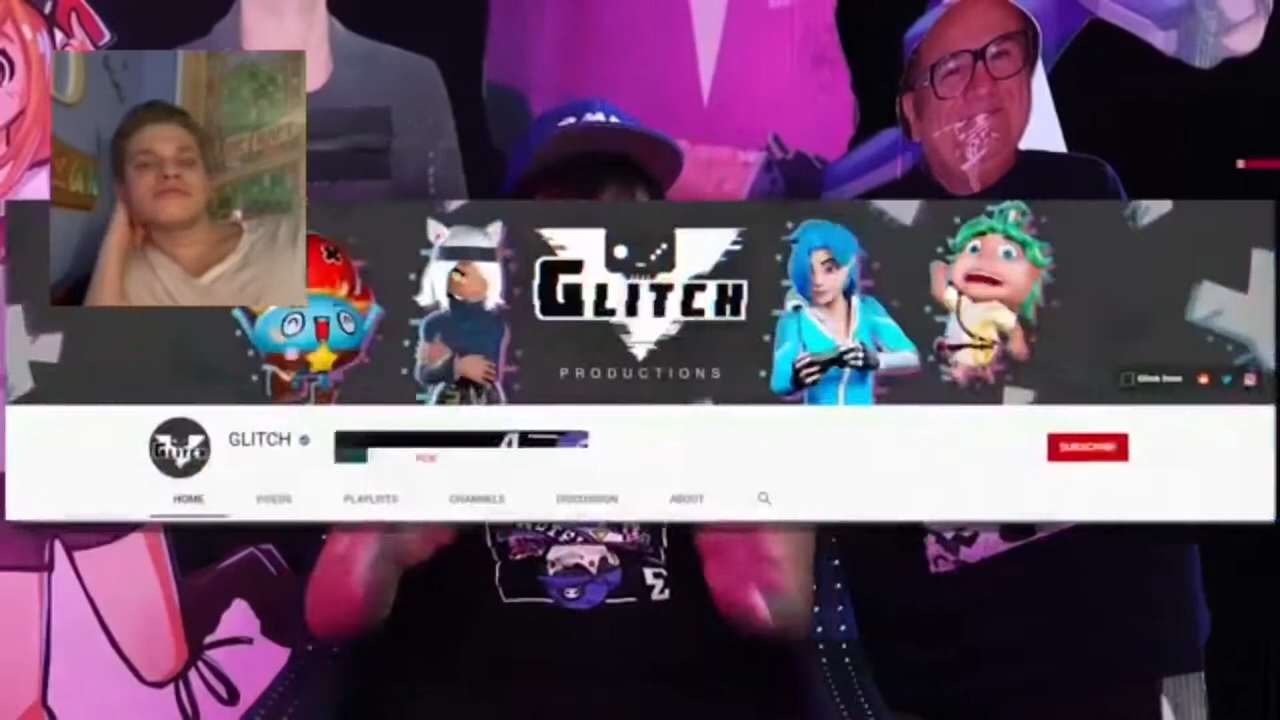 GLITCH
PRODUCTIONS
GLITCH
SUBSCRIBE
HOME VIDEOS PLAYLISTS CHANNELS DISCUSSION ABOUT